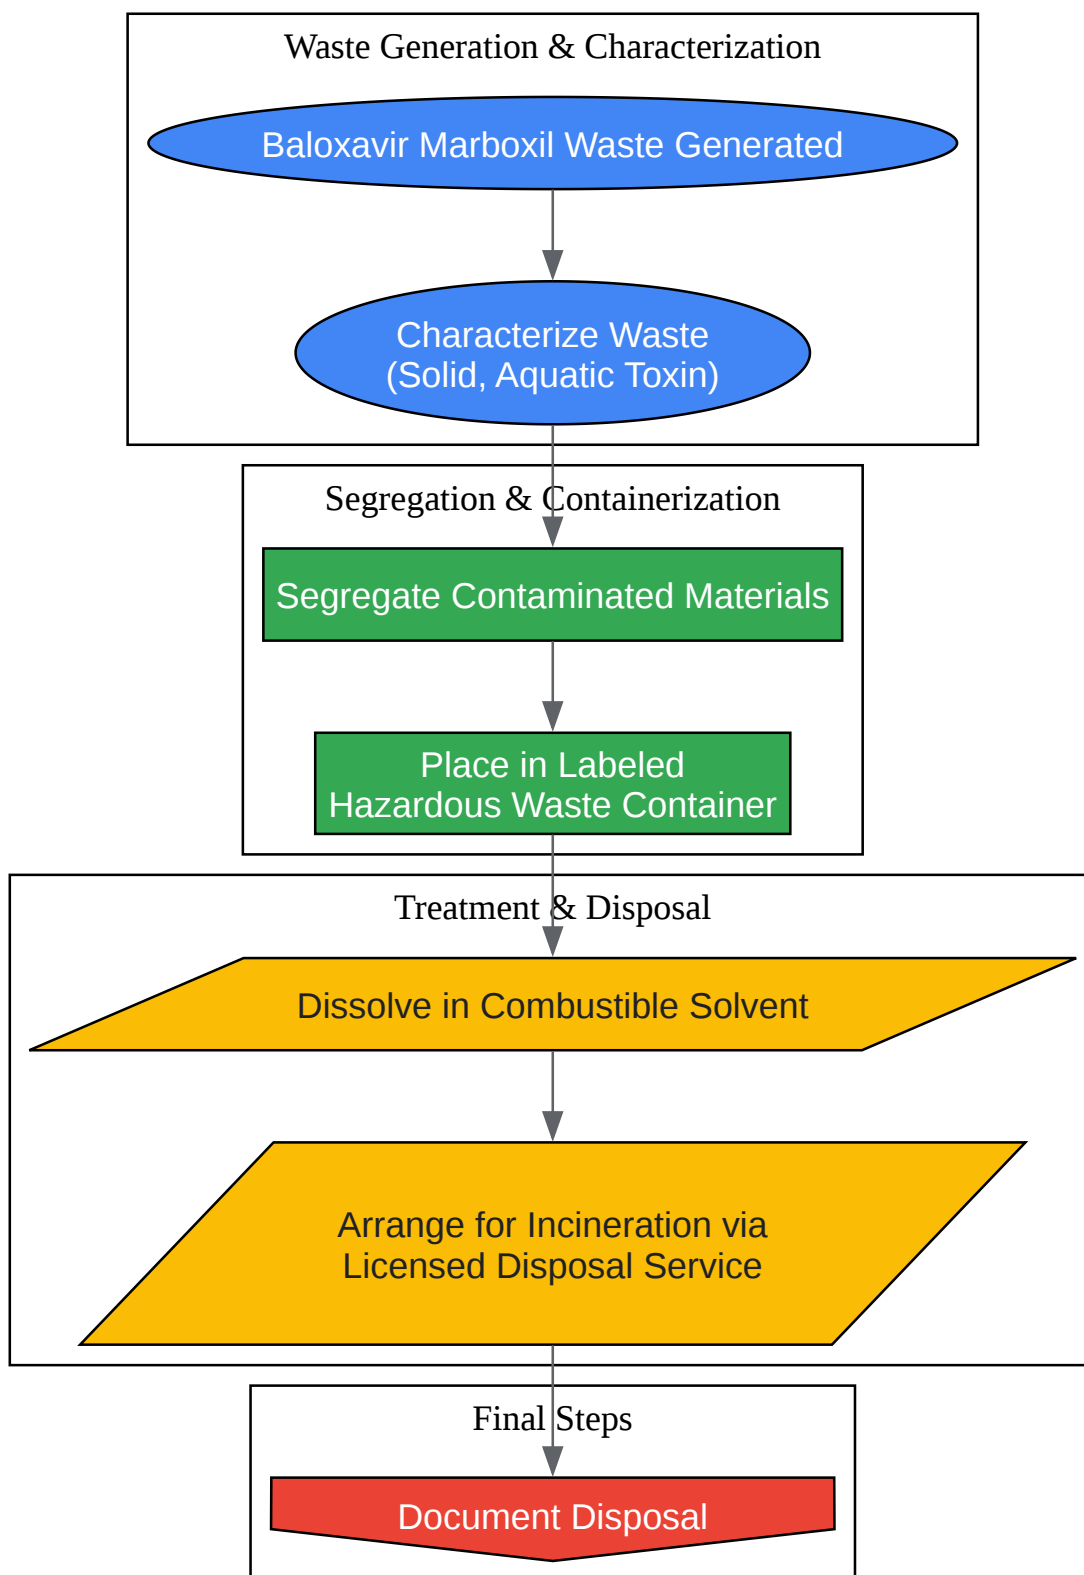 Waste Generation & Characterization
Baloxavir Marboxil Waste Generated
Characterize Waste
(Solid, Aquatic Toxin)
Segregation & Containerization
Segregate Contaminated Materials
Place in Labeled
Hazardous Waste Container
Treatment & Disposal
Dissolve in Combustible Solvent
Arrange for Incineration via
Licensed Disposal Service
Final Steps
Document Disposal